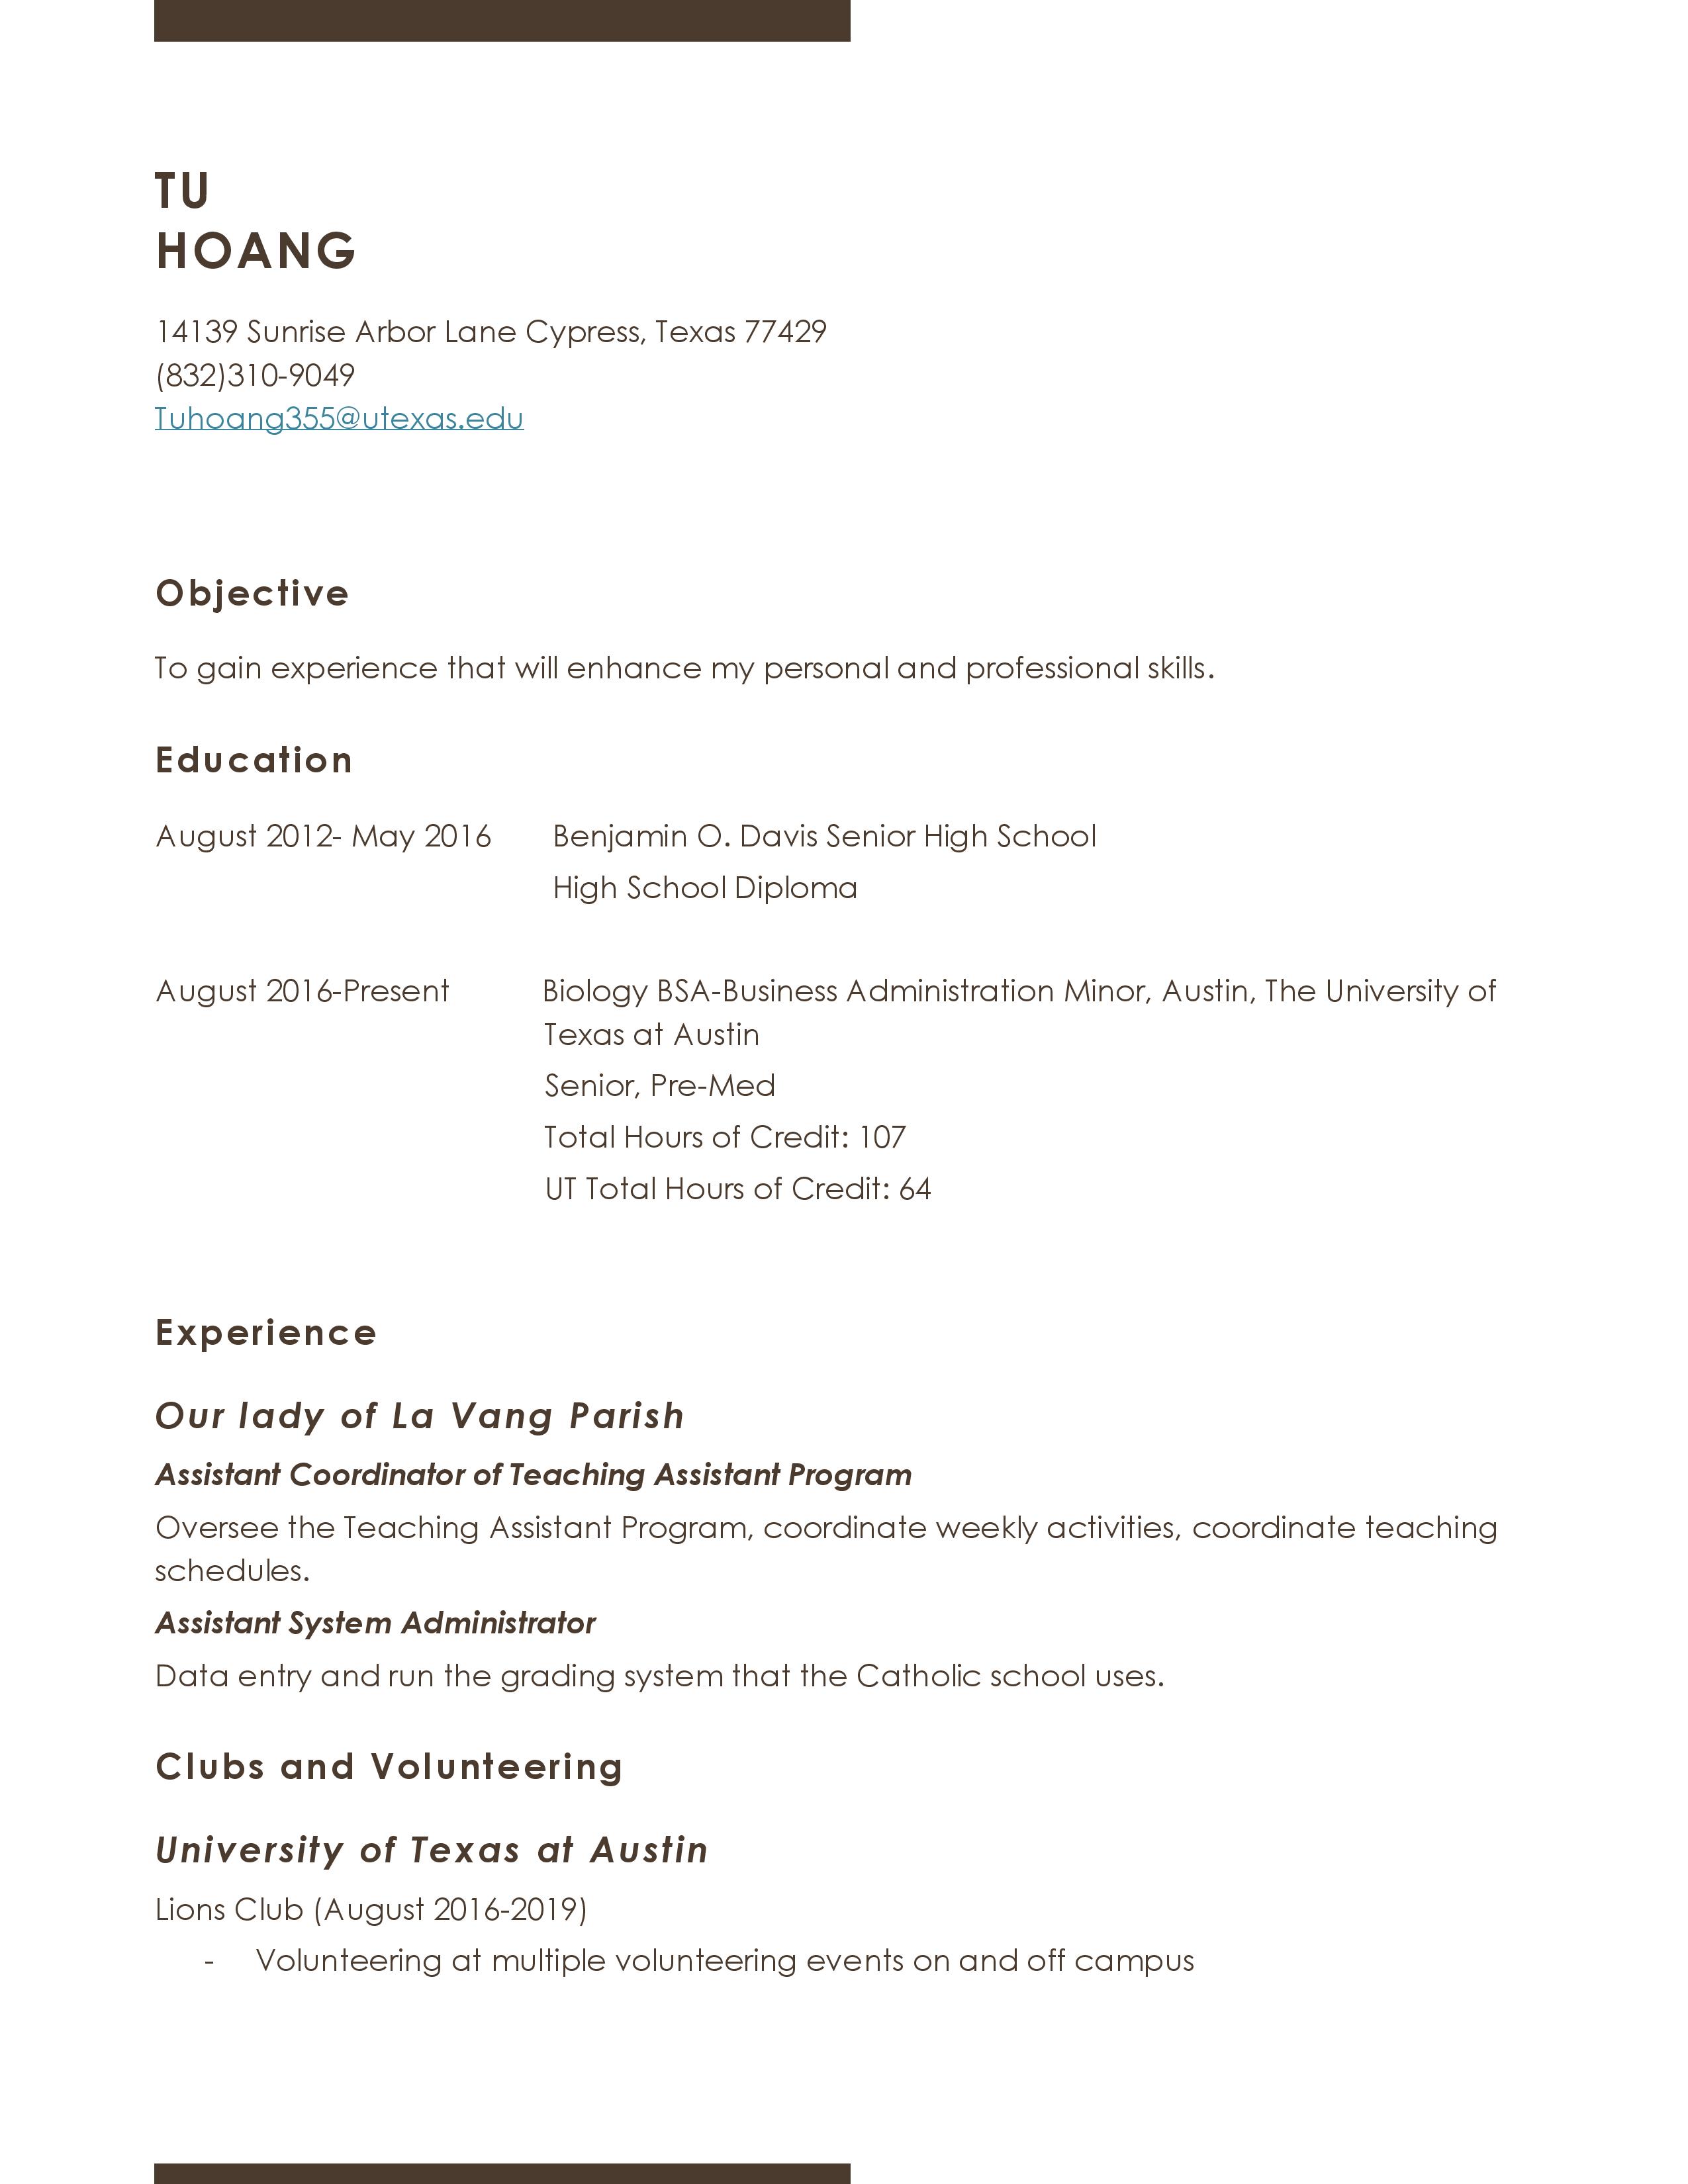 TU
HOANG
14139 Sunrise Arbor Lane Cypress, Texas 77429
(832)310-9049
Tuhoang355@utexas.edu
Objective
To gain experience that will enhance my personal and professional skills.
Education
August 2012- May 2016 Benjamin O. Davis Senior High School
High School Diploma
August 2016-Present Biology BSA-Business Administration Minor, Austin, The University of
Texas at Austin
Senior, Pre-Med
Total Hours of Credit: 107
UT Total Hours of Credit: 64
Experience
Our lady of La Vang Parish
Assistant Coordinator of Teaching Assistant Program
Oversee the Teaching Assistant Program, coordinate weekly activities, coordinate teaching
schedules.
Assistant System Administrator
Data entry and run the grading system that the Catholic school uses.
Clubs and Volunteering
University of Texas at Austin
Lions Club (August 2016-2019)
- Volunteering at multiple volunteering events on and off campus